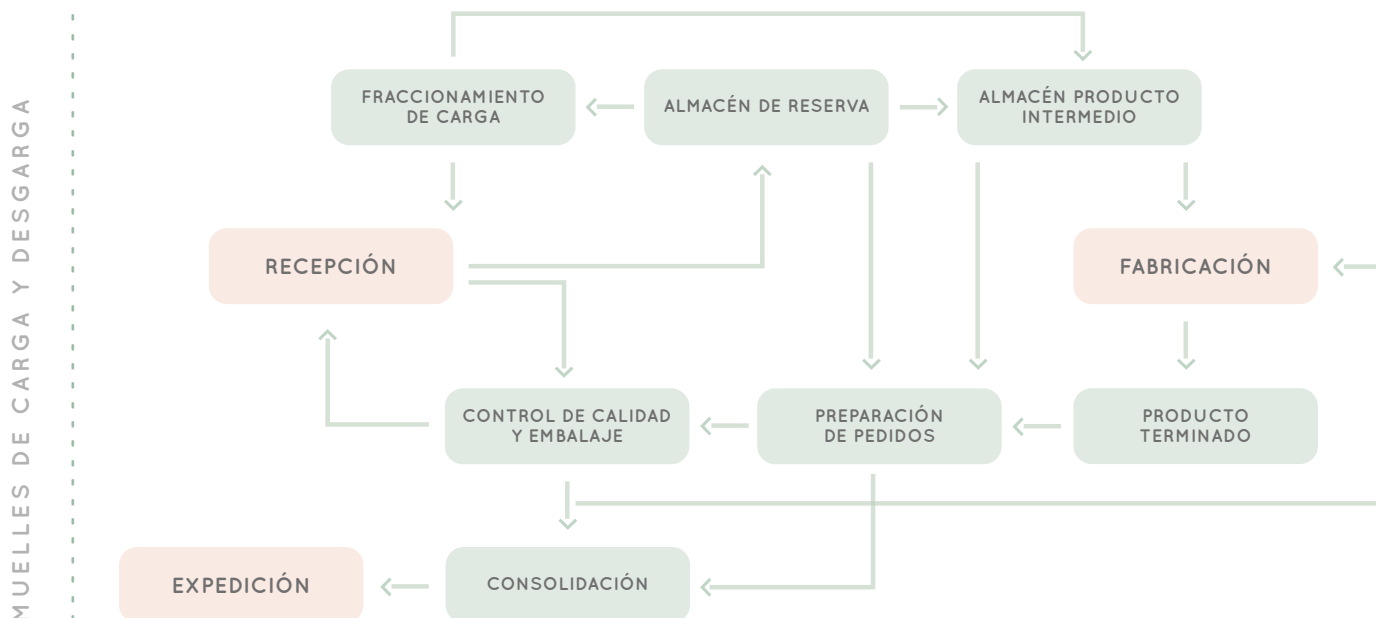 MUELLES DE CARGA Y DESGARGA
FRACCIONAMIENTO
DE CARGA
ALMACÉN DE RESERVA
ALMACÉN PRODUCTO
INTERMEDIO
RECEPCIÓN
FABRICACIÓN
CONTROL DE CALIDAD
Y EMBALAJE
PREPARACIÓN
DE PEDIDOS
PRODUCTO
TERMINADO
EXPEDICIÓN
CONSOLIDACIÓN